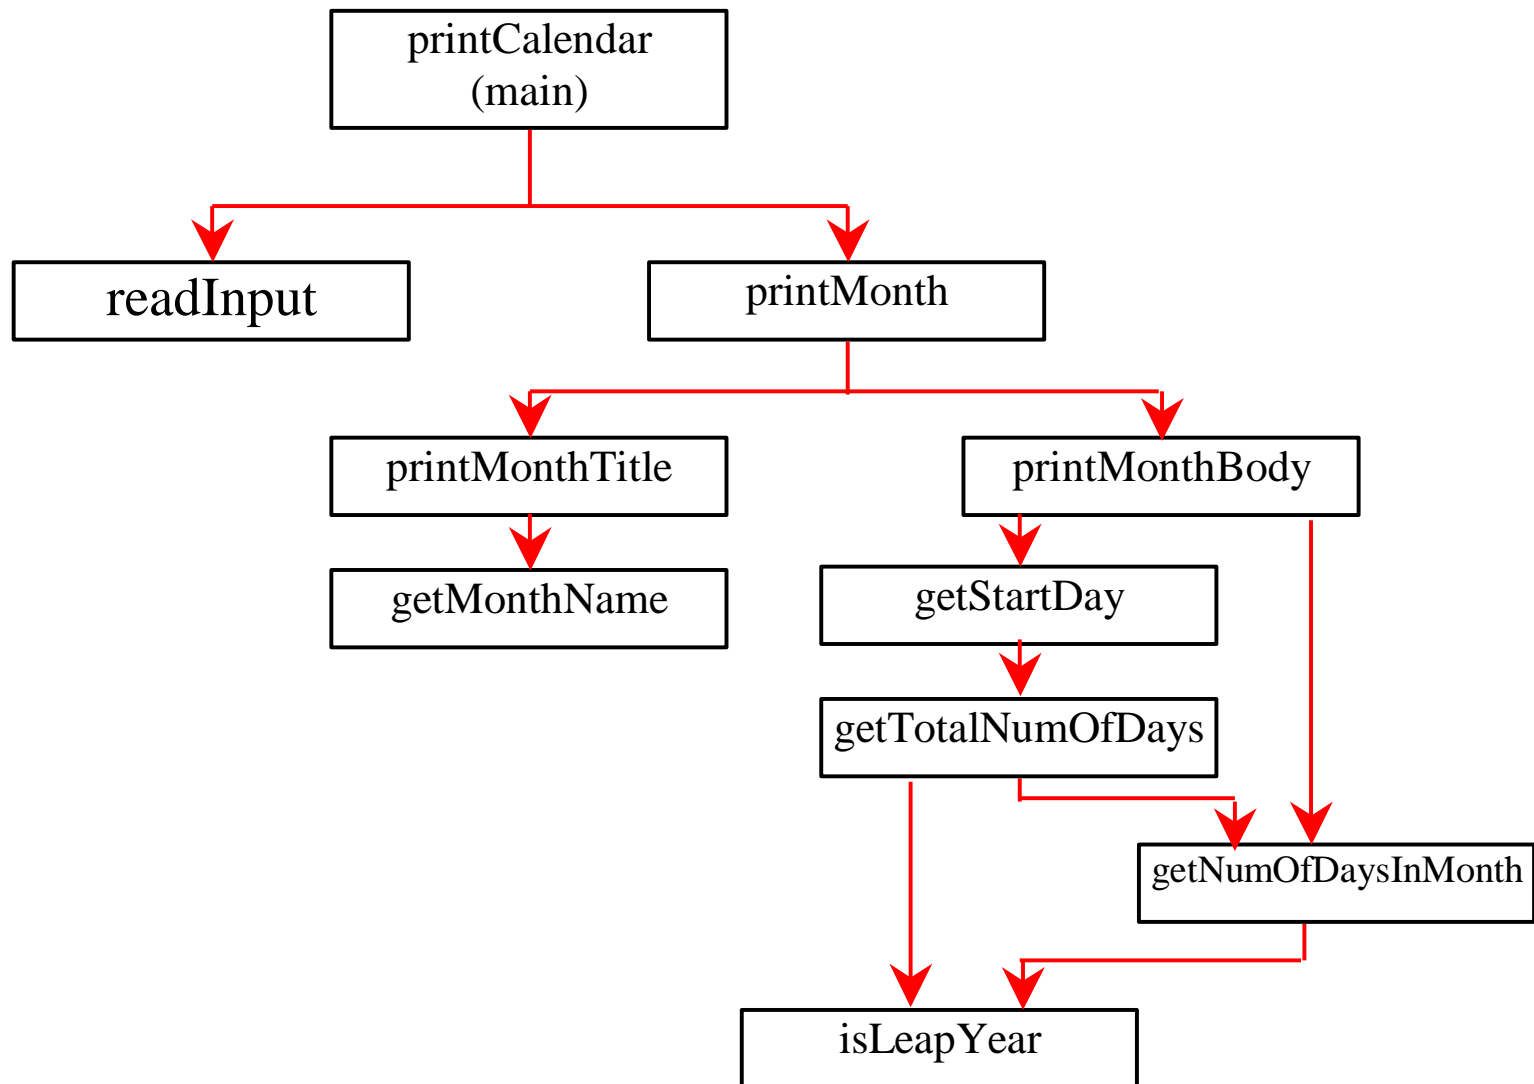 printCalendar
(main)
readInput
printMonth
printMonthTitle
printMonthBody
getMonthName
getStartDay
getTotalNumOfDays
getNumOfDaysInMonth
isLeapYear